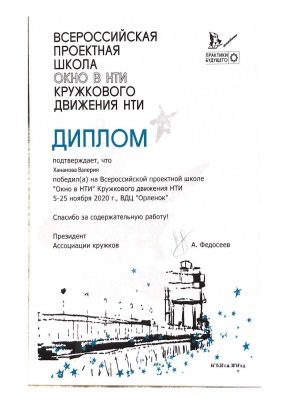 ВСЕРОССИЙСКАЯ
ПРОЕКТНАЯ
ШКОЛА
ОКНО В НТИ
КРУЖКОВОГО
ДВИЖЕНИЯ НТИ
ПРАКТИКИ
БУДУЩЕГО
ДИПЛОМ
подтверждает, что
Хаманова Валерия
победил(а) на Всероссийской проектной школе
"Окно в НТИ" Кружкового движения НТИ
5-25 ноября 2020 г., ВДЦ "Орленок"
Спасибо за содержательную работу!
Президент
Ассоциации кружков
А. Федосеев